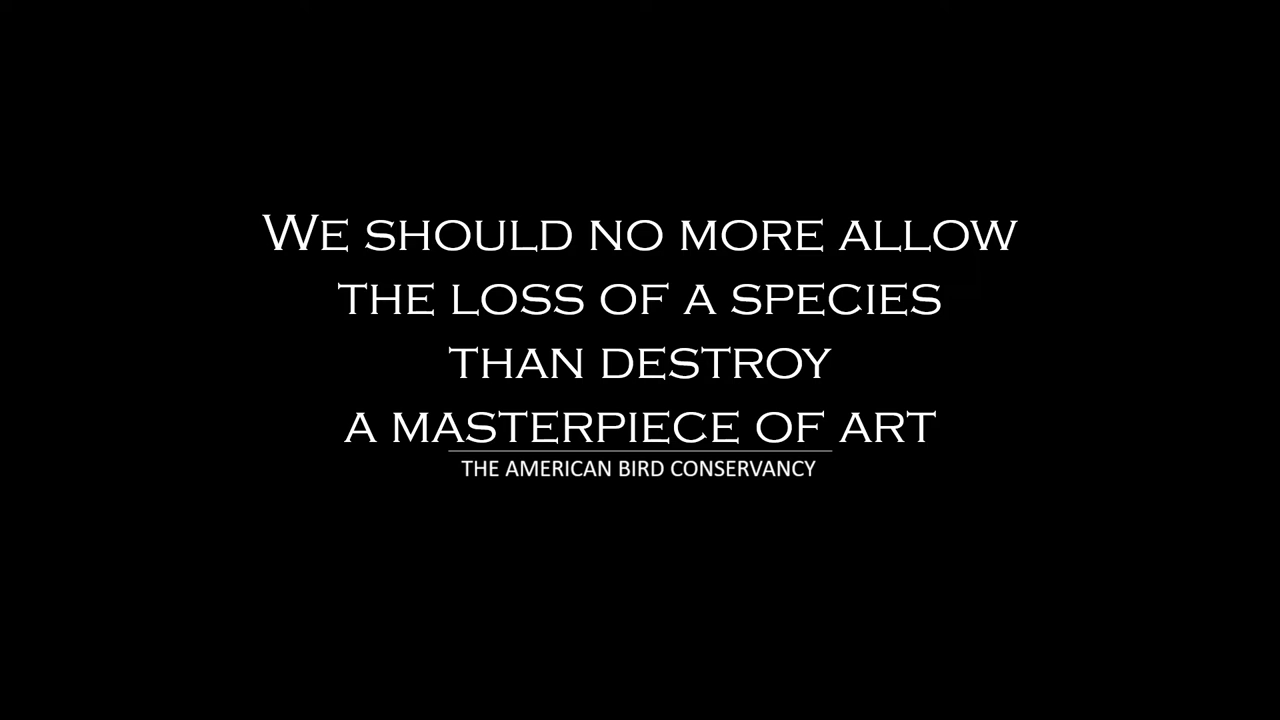 We should no more allow
the loss of a species
than destroy
a masterpiece of art
THE AMERICAN BIRD CONSERVANCY